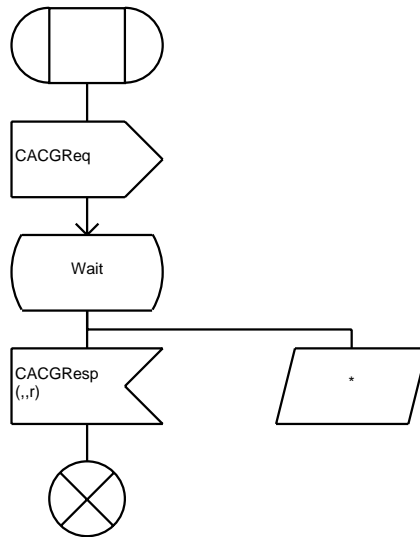 CACGReq
Wait
CACGResp
(,,r)
*